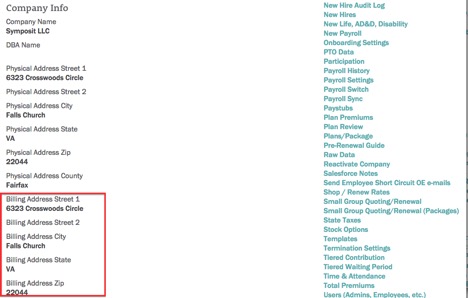 Company Info
Company Name
Symposit LLC
DBA Name
Physical Address Street 1
6323 Crosswoods Circle
Physical Address Street 2
Physical Address City
Falls Church
Physical Address State
VA
Physical Address Zip
22044
Physical Address County
Fairfax
Billing Address Street 1
6323 Crosswoods Circle
Billing Address Street 2
Billing Address City
Falls Church
Billing Address State
VA
Billing Address Zip
22044
New Hire Audit Log
New Hires
New Life, AD&D, Disability
New Payroll
Onboarding Settings
PTO Data
Participation
Payroll History
Payroll Settings
Payroll Switch
Payroll Sync
Paystubs
Plan Premiums
Plan Review
Plans/Package
Pre-Renewal Guide
Raw Data
Reactivate Company
Salesforce Notes
Send Employee Short Circuit OE e-mails
Shop / Renew Rates
Small Group Quoting/Renewal
Small Group Quoting/Renewal (Packages)
State Taxes
Stock Options
Templates
Termination Settings
Tiered Contribution
Tiered Waiting Period
Time & Attendance
Total Premiums
Users (Admins, Employees, etc.)